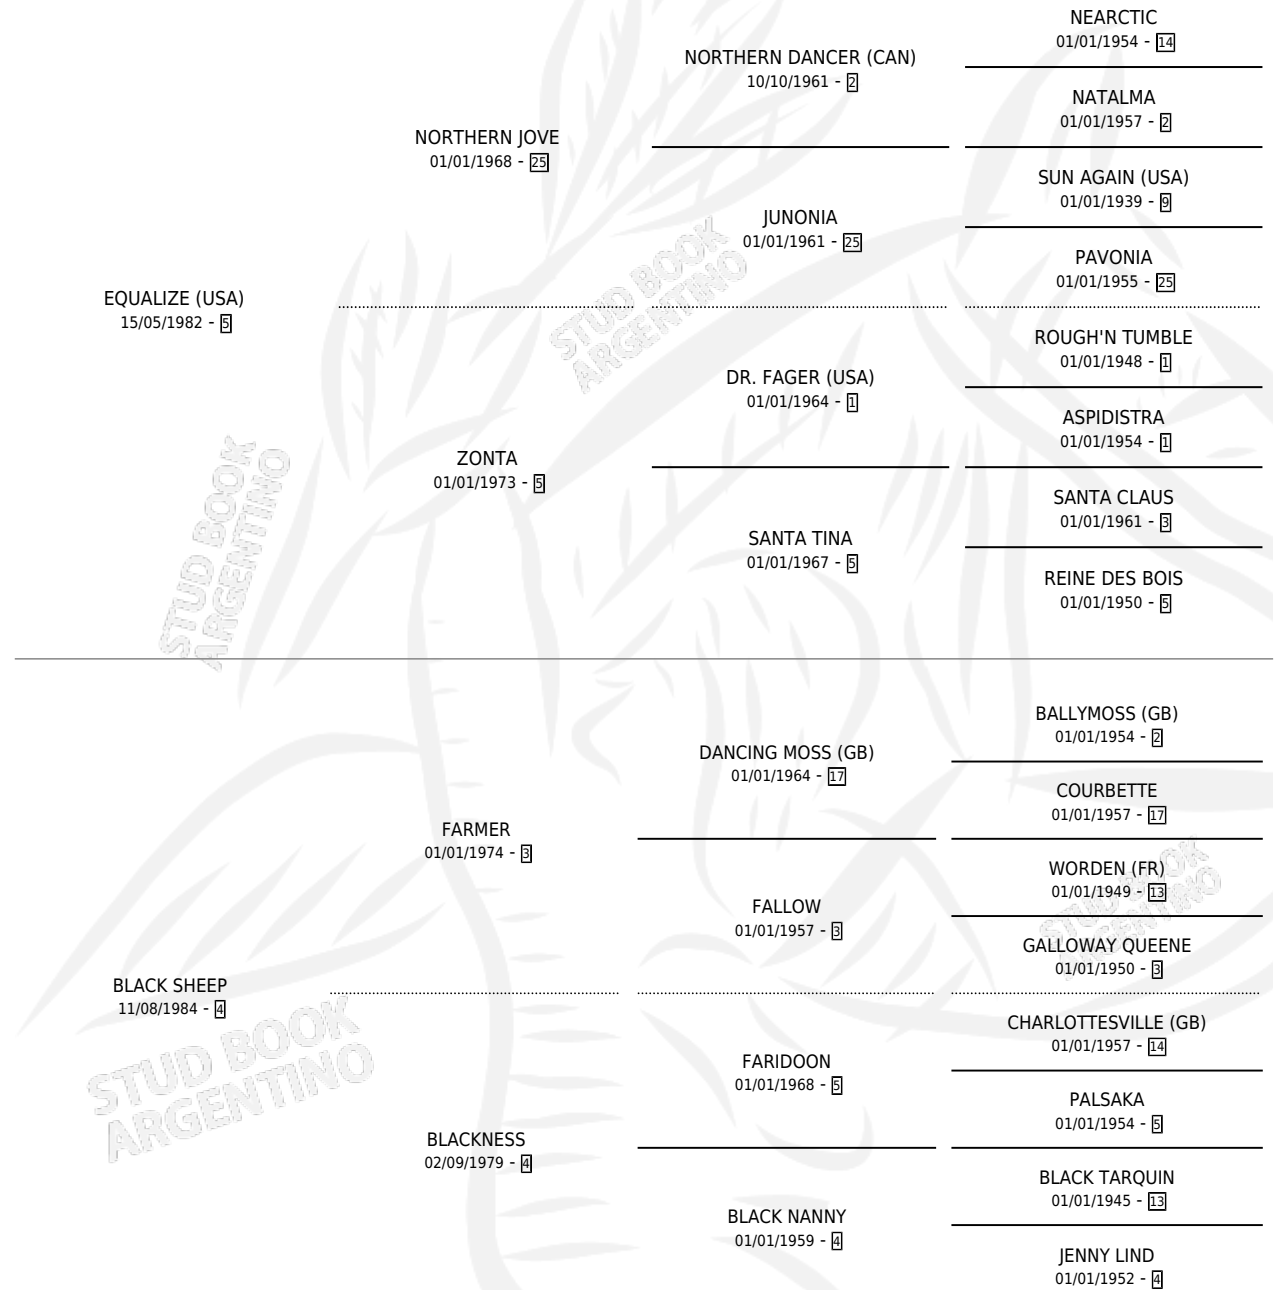 NEARCTIC
01/01/1954 - 14
NORTHERN DANCER (CAN)
10/10/1961 - 2
NATALMA
01/01/1957 - 2
NORTHERN JOVE
01/01/1968 - 25
SUN AGAIN (USA)
01/01/1939 - 9
JUNONIA
01/01/1961 - 25
PAVONIA
01/01/1955 - 25
EQUALIZE (USA)
15/05/1982 - 5
STUD BOOK
ARGENTINO
ROUGH'N TUMBLE
01/01/1948 - 1
DR. FAGER (USA)
01/01/1964 - 1
ASPIDISTRA
01/01/1954 - 1
ZONTA
01/01/1973 - 5
SANTA CLAUS
01/01/1961 - 3
SANTA TINA
01/01/1967 - 5
REINE DES BOIS
01/01/1950 - 5
STUD BOOK
ARGENTINO
BALLYMOSS (GB)
01/01/1954 - 2
DANCING MOSS (GB)
01/01/1964 - 17
COURBETTE
01/01/1957 - 17
FARMER
01/01/1974 - 3
WORDEN (FR)
01/01/1949 - 13
FALLOW
01/01/1957 - 3
GALLOWAY QUEENE
01/01/1950 - 3
STUD BOOK
ARGENTINO
BLACK SHEEP
11/08/1984 - 4
CHARLOTTESVILLE (GB)
01/01/1957 - 14
FARIDOON
01/01/1968 - 5
PALSAKA
01/01/1954 - 5
STUD BOOK
ARGENTINO
BLACKNESS
02/09/1979 - 4
BLACK TARQUIN
01/01/1945 - 13
BLACK NANNY
01/01/1959 - 4
JENNY LIND
01/01/1952 - 4